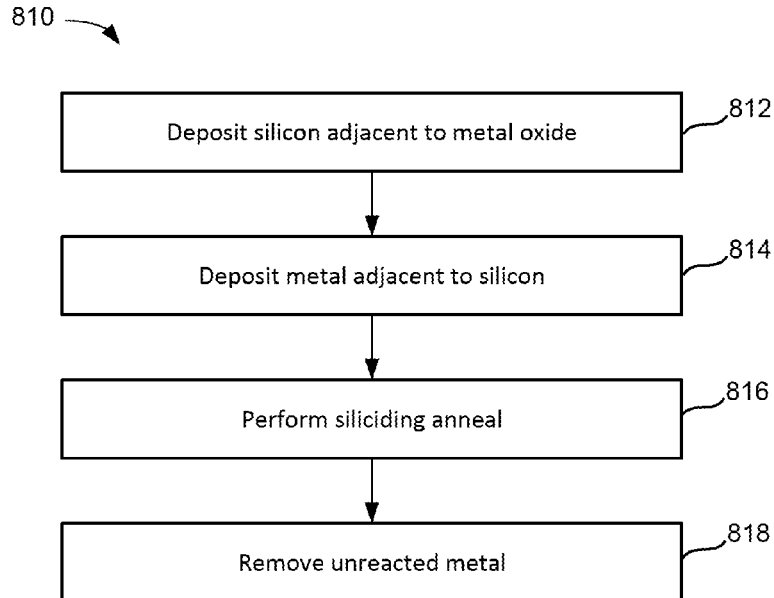 810
Deposit silicon adjacent to metal oxide
812
Deposit metal adjacent to silicon
814
Perform siliciding anneal
816
Remove unreacted metal
818